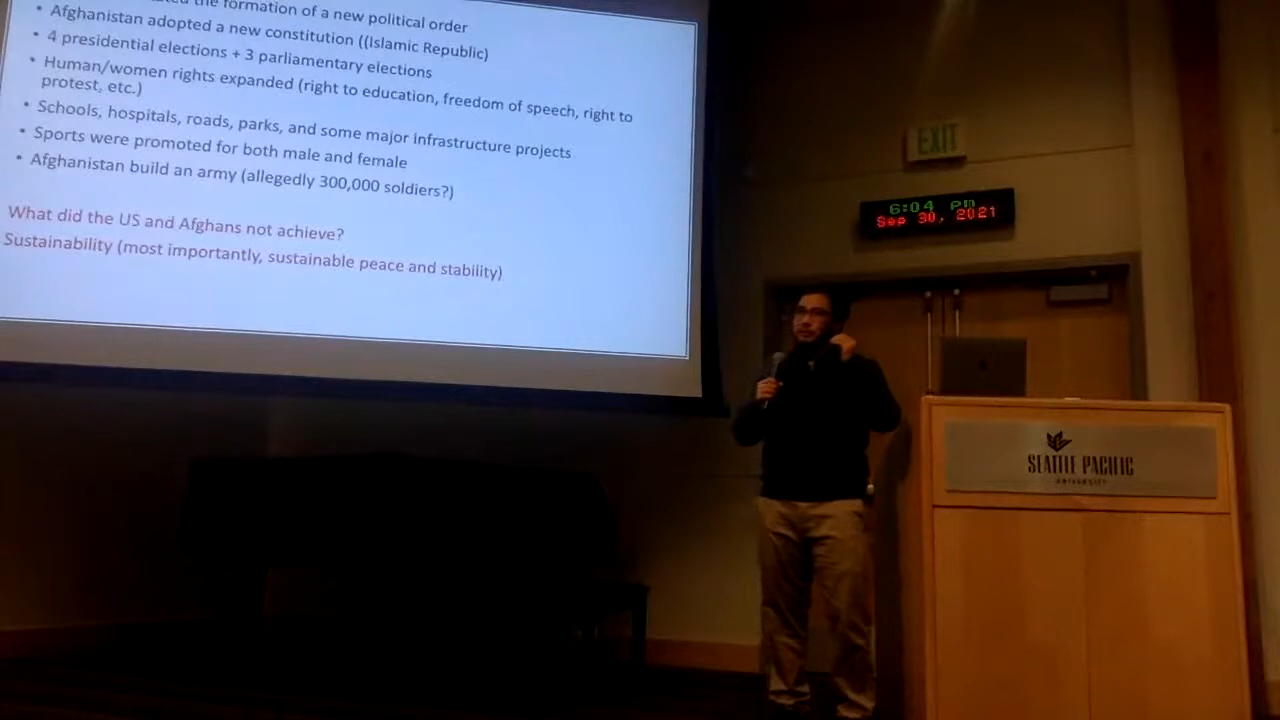 the formation of a new political order
• Afghanistan adopted a new constitution ((Islamic Republic)
• 4 presidential elections + 3 parliamentary elections
• Human/women rights expanded (right to education, freedom of speech, right to
protest, etc.)
• Schools, hospitals, roads, parks, and some major infrastructure projects
• Sports were promoted for both male and female
• Afghanistan build an army (allegedly 300,000 soldiers?)
What did the US and Afghans not achieve?
Sustainability (most importantly, sustainable peace and stability)
EXIT
6:04 pm
Sep 30, 2021
SEATTLE PACIFIC
UNIVERSITY